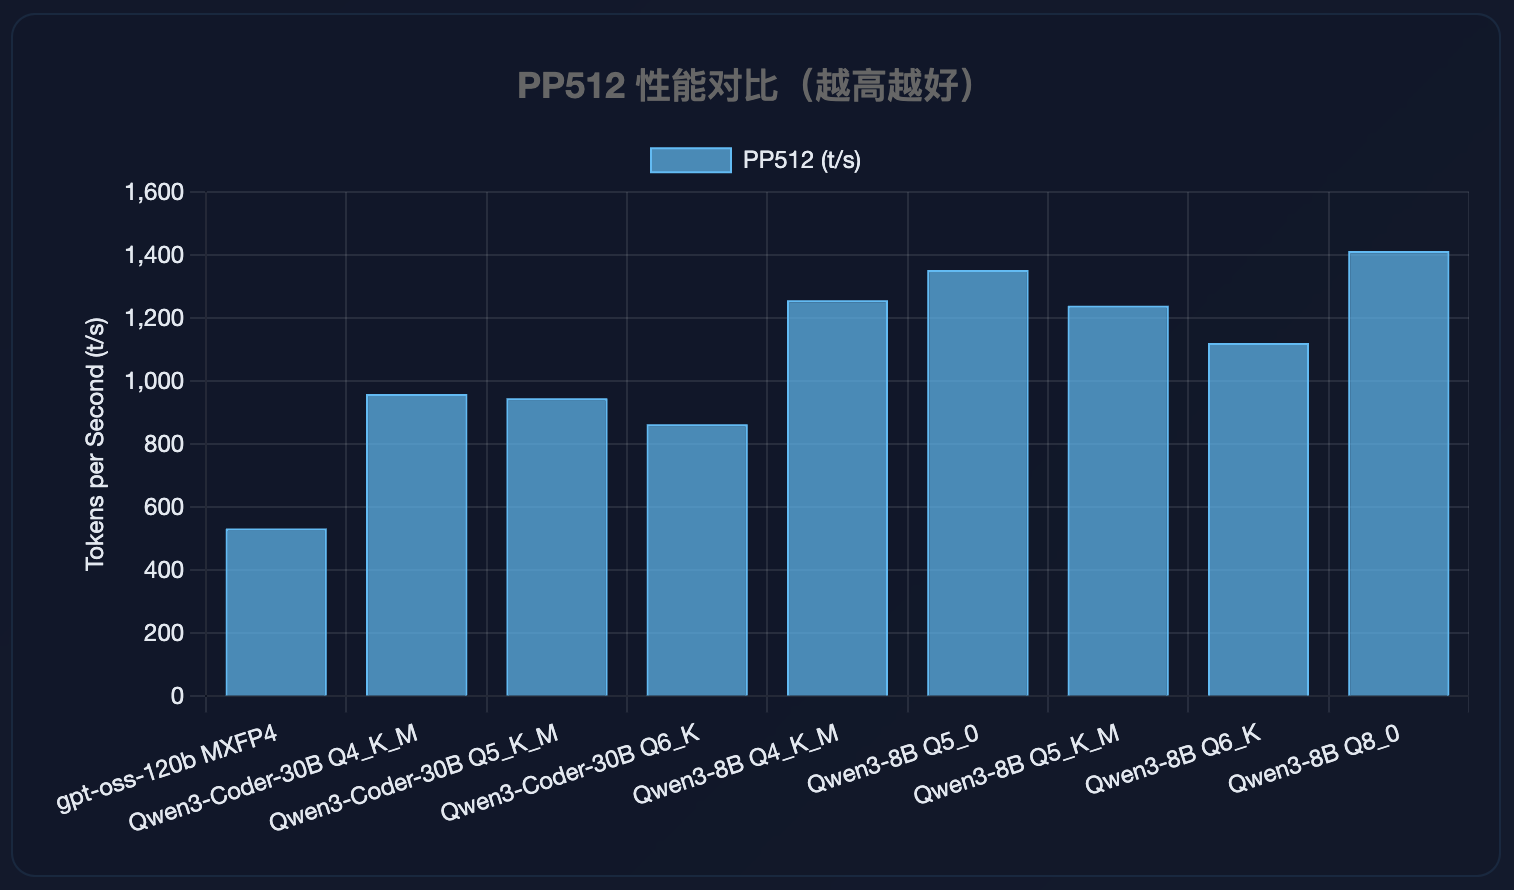 PP512 性能对比（越高越好）
PP512 (t/s)
Tokens per Second (t/s)
1,600
1,400
1,200
1,000
800
600
400
200
0
gpt-oss-120b MXFP4
Qwen3-Coder-30B Q4_K_M
Qwen3-Coder-30B Q5_K_M
Qwen3-Coder-30B Q6_K
Qwen3-8B Q4_K_M
Qwen3-8B Q5_0
Qwen3-8B Q5_K_M
Qwen3-8B Q6_K
Qwen3-8B Q8_0